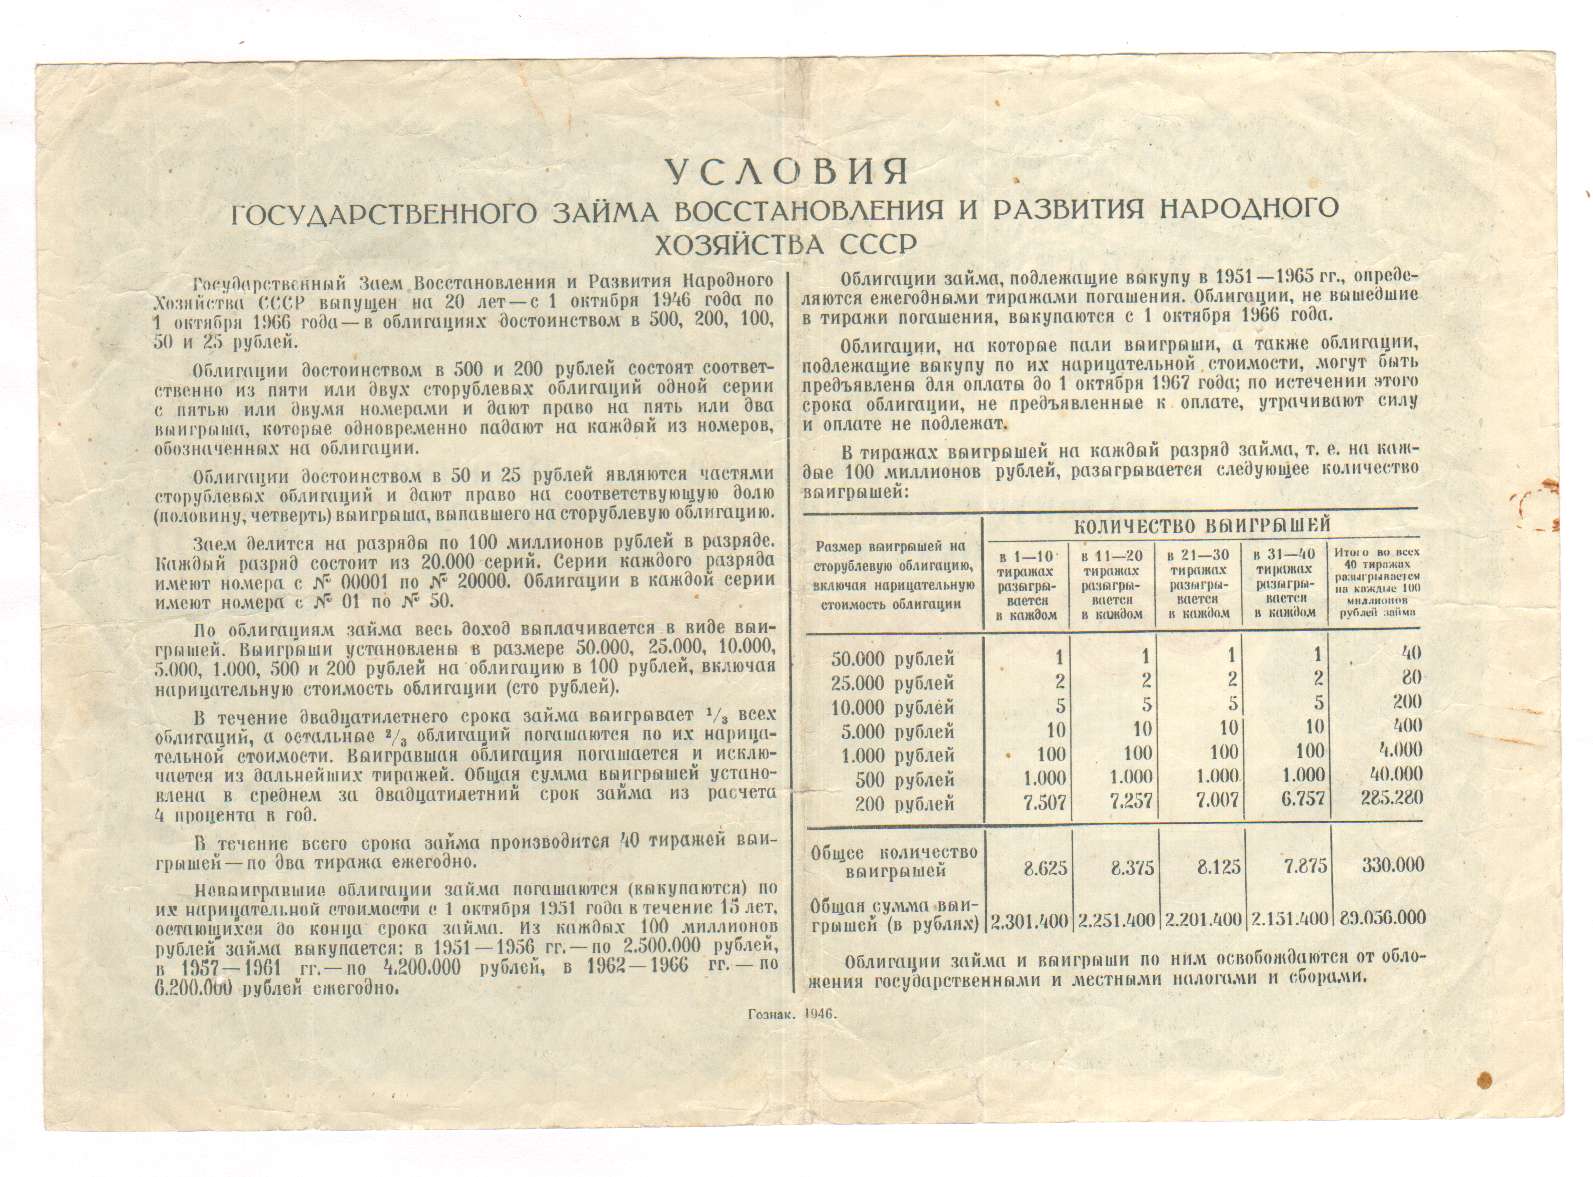 УСЛОВИЯ
ГОСУДАРСТВЕННОГО ЗАЙМА ВОССТАНОВЛЕНИЯ И РАЗВИТИЯ НАРОДНОГО
ХОЗЯЙСТВА СССР
Государственный Заем Восстановления и Развития Народного
Хозяйства СССР выпущен на 20 лет — с 1 октября 1946 года по
1 октября 1966 года — в облигациях достоинством в 500, 200, 100,
50 и 25 рублей.
Облигации достоинством в 500 и 200 рублей состоят соответ-
ственно из пяти или двух сторублевых облигаций одной серии
с пятью или двумя номерами и дают право на пять или два
выигрыша, которые одновременно падают на каждый из номеров,
обозначенных на облигации.
Облигации достоинством в 50 и 25 рублей являются частями
сторублевых облигаций и дают право на соответствующую долю
(половину, четверть) выигрыша, выпавшего на сторублевую облигацию.
Заем делится на разряды по 100 миллионов рублей в разряде.
Каждый разряд состоит из 20.000 серий. Серии каждого разряда
имеют номера с № 00001 по № 20000. Облигации в каждой серии
имеют номера с № 01 по № 50.
По облигациям займа весь доход выплачивается в виде выи-
грышей. Выигрыши установлены в размере 50.000, 25.000, 10.000,
5.000, 1.000, 500 и 200 рублей на облигацию в 100 рублей, включая
нарицательную стоимость облигации (сто рублей).
В течение двадцатилетнего срока займа выигрывает 1/3 всех
облигаций, а остальные 2/3 облигаций погашаются по их нарица-
тельной стоимости. Выигравшая облигация погашается и исклю-
чается из дальнейших тиражей. Общая сумма выигрышей устано-
влена в среднем за двадцатилетний срок займа из расчета
4 процента в год.
В течение всего срока займа производится 40 тиражей выи-
грышей — по два тиража ежегодно.
Невыигравшие облигации займа погашаются (выкупаются) по
их нарицательной стоимости с 1 октября 1951 года в течение 15 лет,
остающихся до конца срока займа. Из каждых 100 миллионов
рублей займа выкупается: в 1951 — 1956 гг. — по 2.500.000 рублей,
в 1957 — 1961 гг. — по 4.200.000 рублей, в 1962 — 1966 гг. — по
6.200.000 рублей ежегодно.
Облигации займа, подлежащие выкупу в 1951 — 1965 гг., опреде-
ляются ежегодными тиражами погашения. Облигации, не вышедшие
в тиражи погашения, выкупаются с 1 октября 1966 года.
Облигации, на которые пали выигрыши, а также облигации,
подлежащие выкупу по их нарицательной стоимости, могут быть
предъявлены для оплаты до 1 октября 1967 года; по истечении этого
срока облигации, не предъявленные к оплате, утрачивают силу
и оплате не подлежат.
В тиражах выигрышей на каждый разряд займа, т. е. на каж-
дые 100 миллионов рублей, разыгрывается следующее количество
выигрышей:
КОЛИЧЕСТВО ВЫИГРЫШЕЙ
Размер выигрышей на
сторублевую облигацию,
включая нарицательную
стоимость облигации
в 1—10
тиражах
разыгры-
вается
в каждом
в 11—20
тиражах
разыгры-
вается
в каждом
в 21—30
тиражах
разыгры-
вается
в каждом
в 31—40
тиражах
разыгры-
вается
в каждом
Итого во всех
40 тиражах
разыгрывается
на каждые 100
миллионов
рублей займа
50.000 рублей 1 1 1 1 40
25.000 рублей 2 2 2 2 80
10.000 рублей 5 5 5 5 200
5.000 рублей 10 10 10 10 400
1.000 рублей 100 100 100 100 4.000
500 рублей 1.000 1.000 1.000 1.000 40.000
200 рублей 7.507 7.257 7.007 6.757 285.280
Общее количество
выигрышей 8.625 8.375 8.125 7.875 330.000
Общая сумма выи-
грышей (в рублях) 2.301.400 2.251.400 2.201.400 2.151.400 89.056.000
Облигации займа и выигрыши по ним освобождаются от обло-
жения государственными и местными налогами и сборами.
Гознак. 1946.